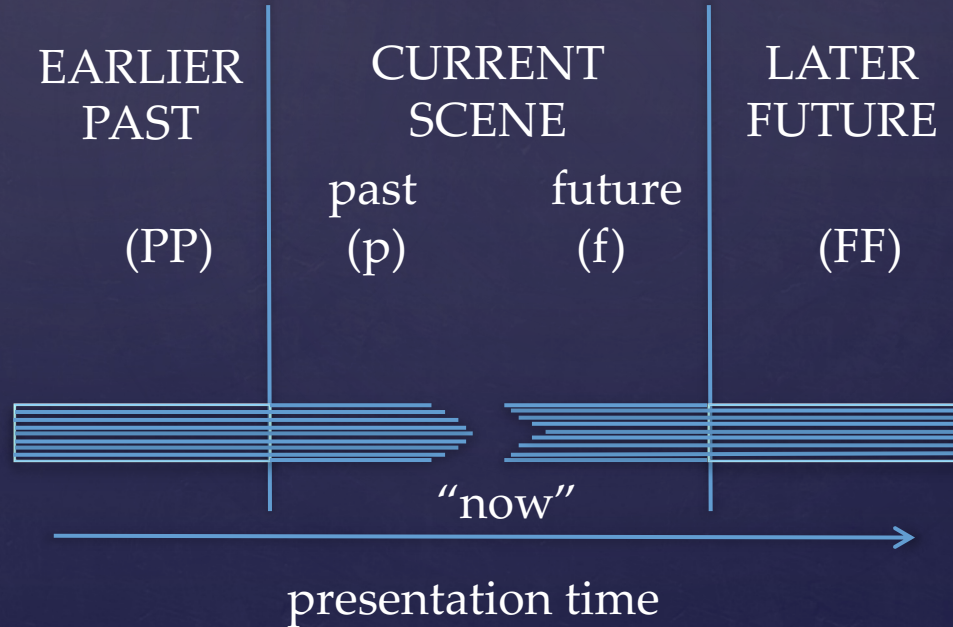 EARLIER
PAST
(PP)
CURRENT
SCENE
past
(p)
future
(f)
LATER
FUTURE
(FF)
“now”
presentation time